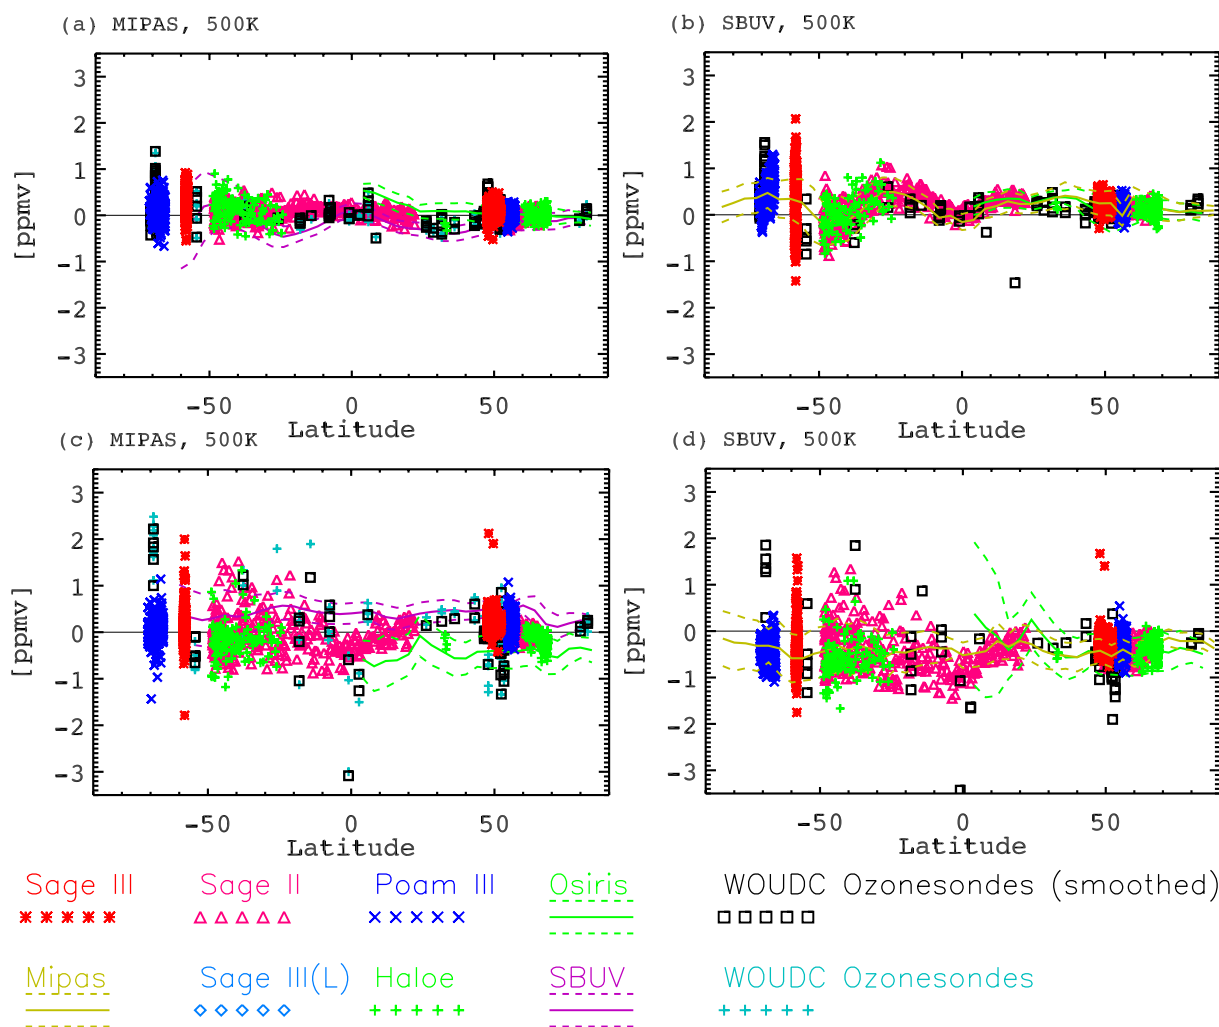 (a) MIPAS, 500K
(b) SBUV, 500K
3
2
1
0
-1
-2
-3
[ppmv]
-50
0
50
Latitude
3
2
1
0
-1
-2
-3
[ppmv]
-50
0
50
Latitude
(c) MIPAS, 500K
(d) SBUV, 500K
3
2
1
0
-1
-2
-3
[ppmv]
-50
0
50
Latitude
3
2
1
0
-1
-2
-3
[ppmv]
-50
0
50
Latitude
Sage III
Sage II
Poam III
Osiris
WOUDC Ozonesondes (smoothed)
Mipas
Sage III(L)
Haloe
SBUV
WOUDC Ozonesondes